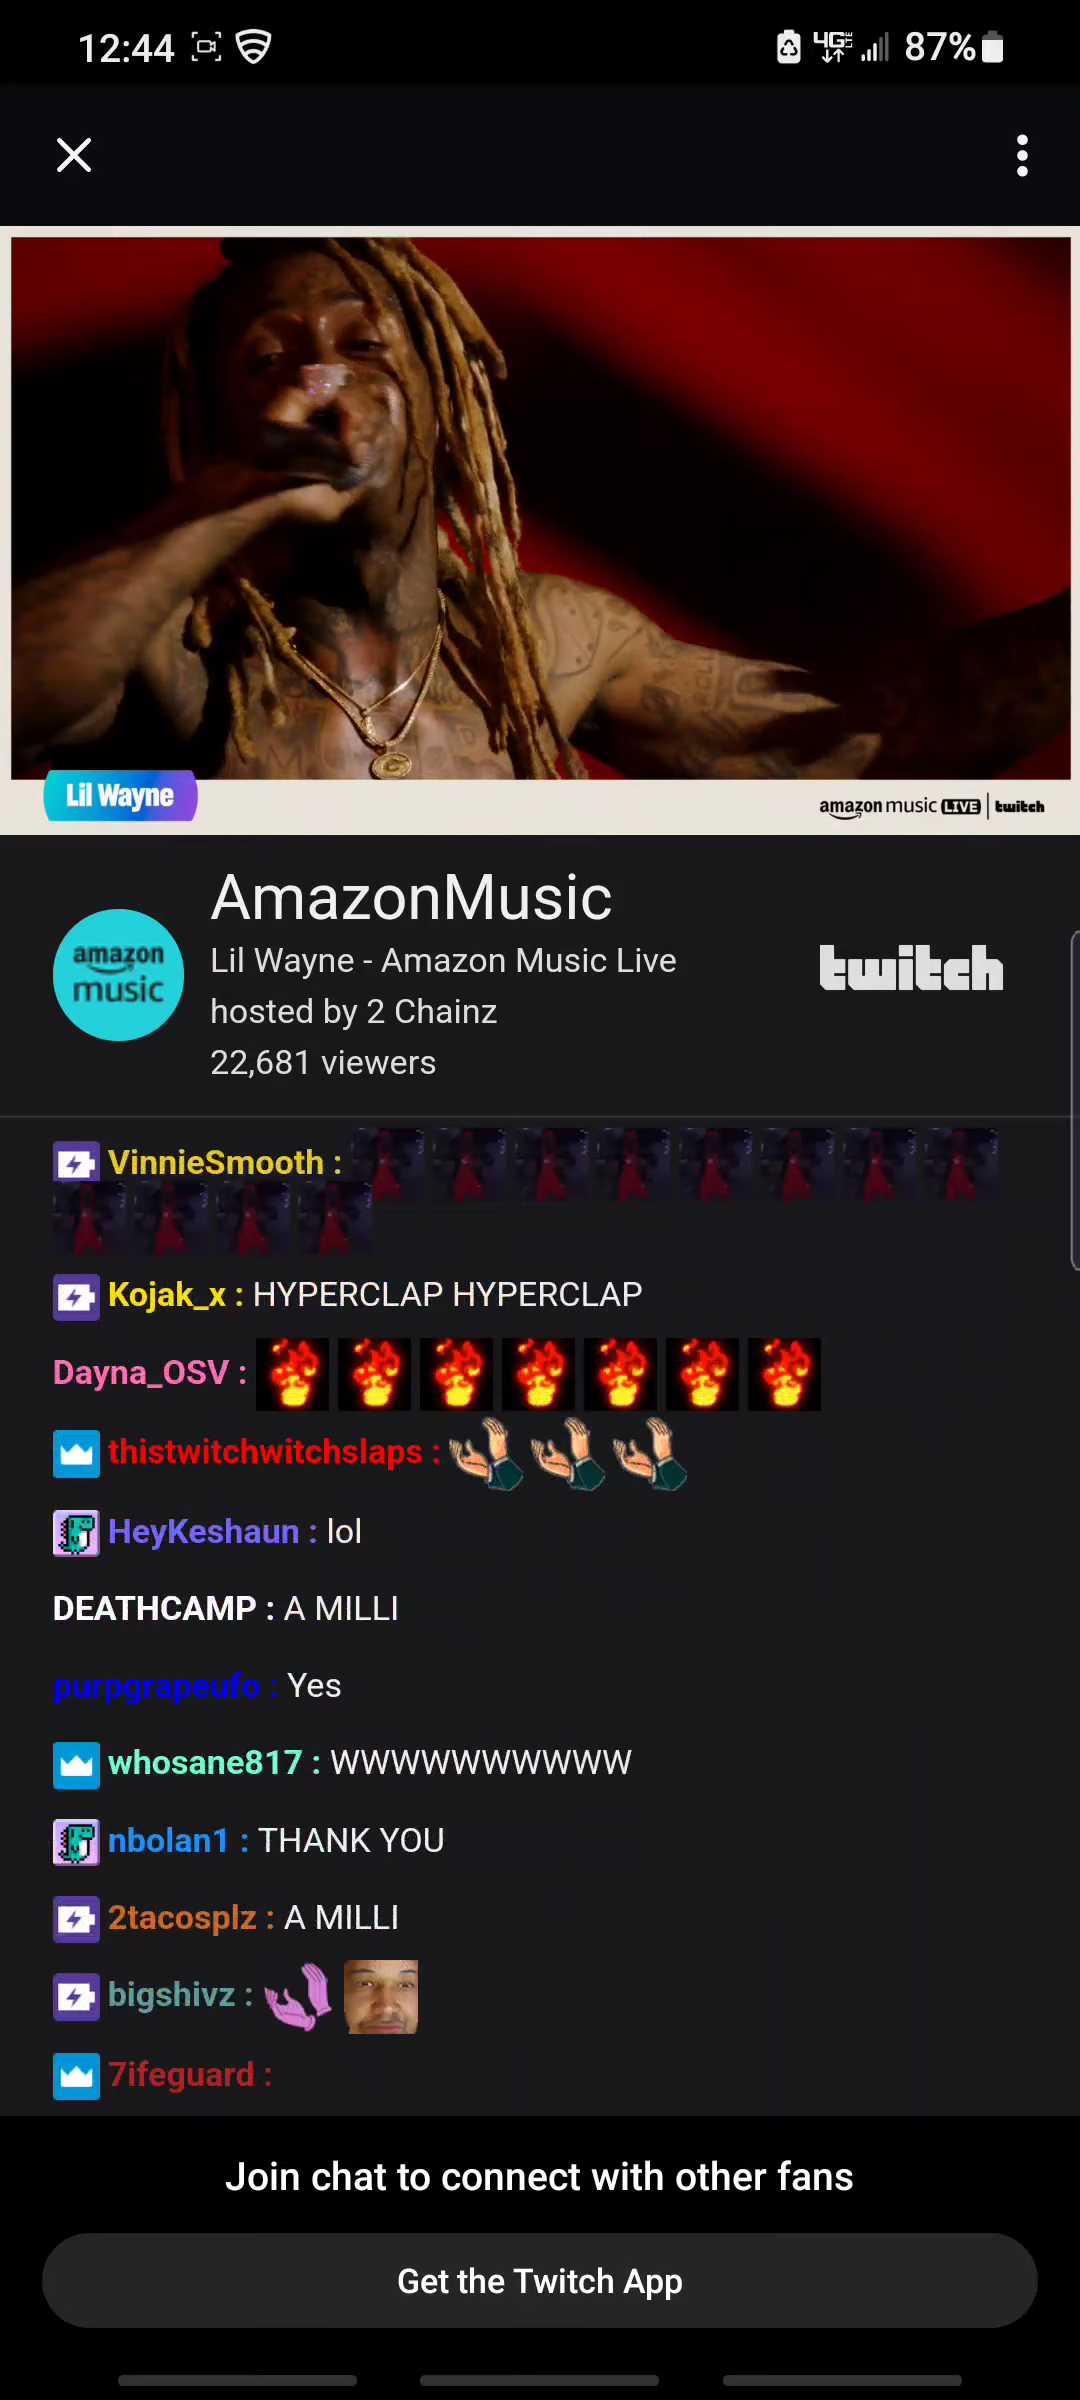 12:44 4G LTE 87%
Lil Wayne
amazon music LIVE | twitch
AmazonMusic
amazon
music
Lil Wayne - Amazon Music Live
hosted by 2 Chainz
twitch
22,681 viewers
VinnieSmooth :
Kojak_x : HYPERCLAP HYPERCLAP
Dayna_OSV :
thistwitchwitchslaps :
HeyKeshaun : lol
DEATHCAMP : A MILLI
purpgrapeufo : Yes
whosane817 : WWWWWWWWWW
nbolan1 : THANK YOU
2tacosplz : A MILLI
bigshivz :
7ifeguard :
Join chat to connect with other fans
Get the Twitch App